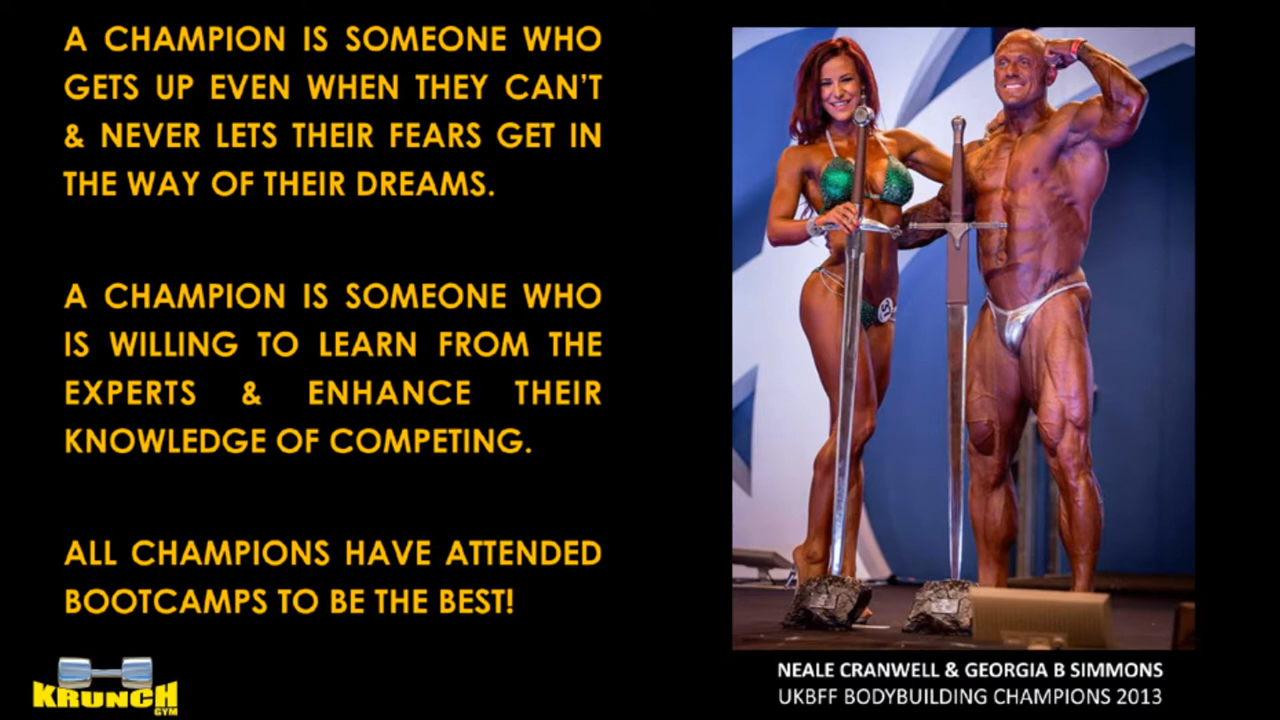 A CHAMPION IS SOMEONE WHO
GETS UP EVEN WHEN THEY CAN'T
& NEVER LETS THEIR FEARS GET IN
THE WAY OF THEIR DREAMS.
A CHAMPION IS SOMEONE WHO
IS WILLING TO LEARN FROM THE
EXPERTS & ENHANCE THEIR
KNOWLEDGE OF COMPETING.
ALL CHAMPIONS HAVE ATTENDED
BOOTCAMPS TO BE THE BEST!
KRUNCH
GYM
NEALE CRANWELL & GEORGIA B SIMMONS
UKBFF BODYBUILDING CHAMPIONS 2013